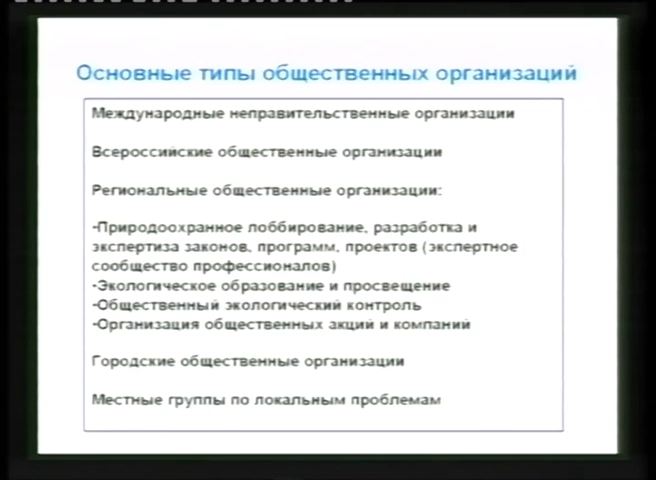 Основные типы общественных организаций
Международные неправительственные организации
Всероссийские общественные организации
Региональные общественные организации:
-Природоохранное лоббирование, разработка и
экспертиза законов, программ, проектов (экспертное
сообщество профессионалов)
-Экологическое образование и просвещение
-Общественный экологический контроль
-Организация общественных акций и компаний
Городские общественные организации
Местные группы по локальным проблемам